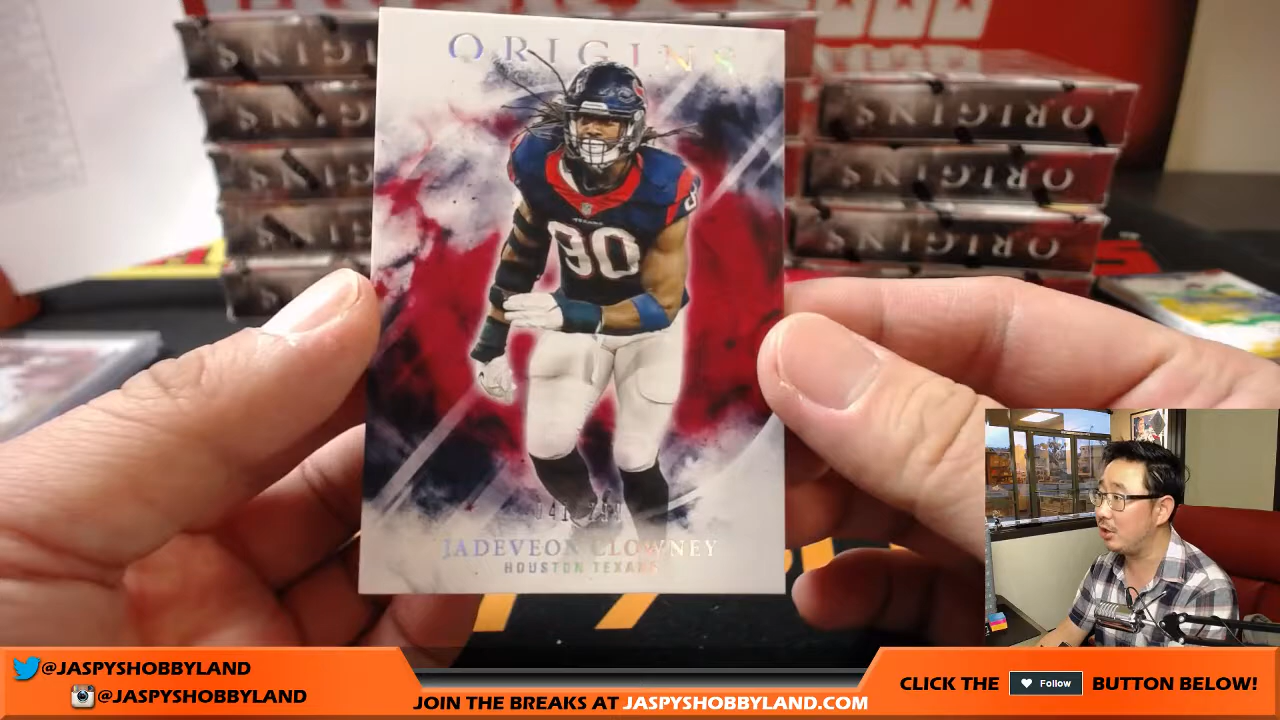 ORIGINS
ORIGINS
ORIGINS
ORIGINS
90
JADEVEON CLOWNEY
HOUSTON TEXANS
@JASPYSHOBBYLAND
@JASPYSHOBBYLAND
JOIN THE BREAKS AT JASPYSHOBBYLAND.COM
CLICK THE Follow BUTTON BELOW!